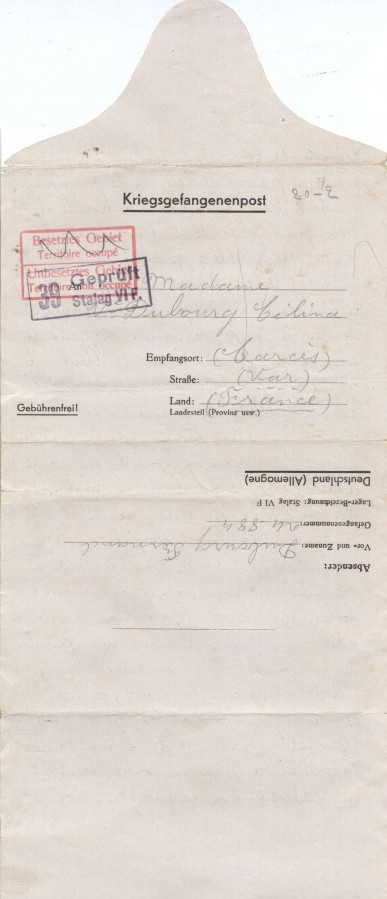 Kriegsgefangenenpost
20-2
Besetztes Gebiet
Territoire occupé
Unbesetztes Gebiet
Territoire non occupé
39 Geprüft
Stalag VI F.
An Madame
Dubourg Célina
Empfangsort: (Carcès)
Straße: (Var)
Land: (France)
Landesteil (Provinz usw.)
Gebührenfrei!
Absender:
Vor- und Zuname: Dubourg Fernand
Gefangenennummer:
Lager-Bezeichnung: Stalag VI F
Deutschland (Allemagne)